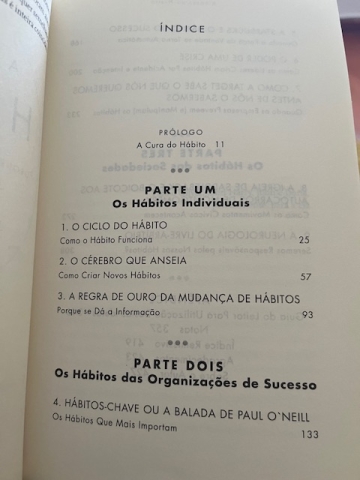 ÍNDICE
PRÓLOGO
A Cura do Hábito 11
PARTE UM
Os Hábitos Individuais
1. O CICLO DO HÁBITO
Como o Hábito Funciona 25
2. O CÉREBRO QUE ANSEIA
Como Criar Novos Hábitos 57
3. A REGRA DE OURO DA MUDANÇA DE HÁBITOS
Porque se Dá a Informação 93
PARTE DOIS
Os Hábitos das Organizações de Sucesso
4. HÁBITOS-CHAVE OU A BALADA DE PAUL O`NEILL
Os Hábitos Que Mais Importam 133